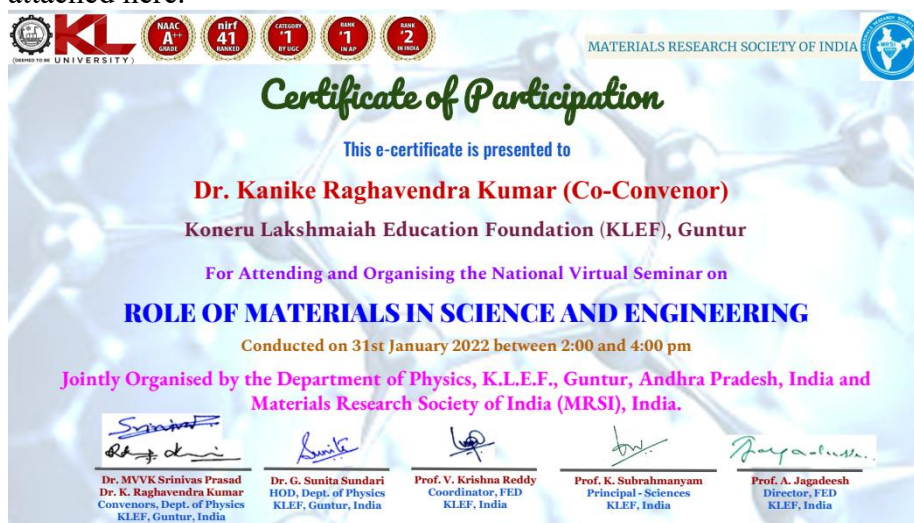 attached here:
KL
(DEEMED TO BE UNIVERSITY)
NAAC
A++
GRADE
nirf
41
RANKED
CATEGORY
#1
BY UGC
RANK
#1
IN AP
RANK
#2
IN INDIA
MATERIALS RESEARCH SOCIETY OF INDIA
Certificate of Participation
This e-certificate is presented to
Dr. Kanike Raghavendra Kumar (Co-Convenor)
Koneru Lakshmaiah Education Foundation (KLEF), Guntur
For Attending and Organising the National Virtual Seminar on
ROLE OF MATERIALS IN SCIENCE AND ENGINEERING
Conducted on 31st January 2022 between 2:00 and 4:00 pm
Jointly Organised by the Department of Physics, K.L.E.F., Guntur, Andhra Pradesh, India and
Materials Research Society of India (MRSI), India.
Dr. MVVK Srinivas Prasad
Dr. K. Raghavendra Kumar
Convenors, Dept. of Physics
KLEF, Guntur, India
Dr. G. Sunita Sundari
HOD, Dept. of Physics
KLEF, Guntur, India
Prof. V. Krishna Reddy
Coordinator, FED
KLEF, India
Prof. K. Subrahmanyam
Principal - Sciences
KLEF, India
Prof. A. Jagadeesh
Director, FED
KLEF, India